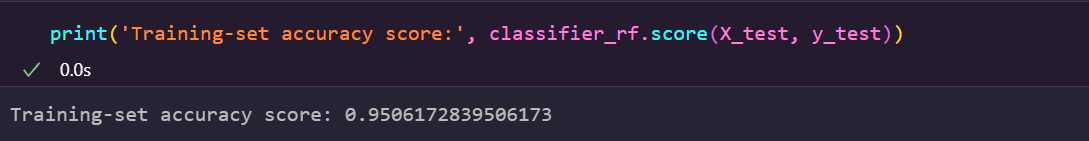 print('Training-set accuracy score:', classifier_rf.score(X_test, y_test))
0.0s
Training-set accuracy score: 0.9506172839506173